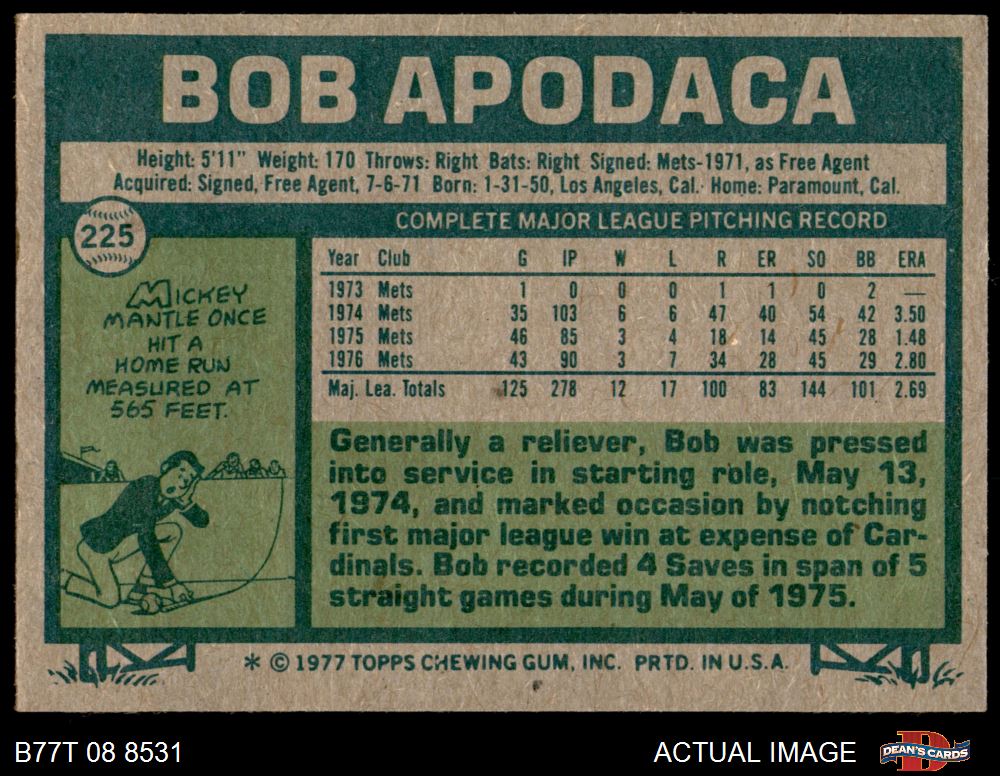 BOB APODACA
Height: 5'11" Weight: 170 Throws: Right Bats: Right Signed: Mets-1971, as Free Agent
Acquired: Signed, Free Agent, 7-6-71 Born: 1-31-50, Los Angeles, Cal. Home: Paramount, Cal.
225
COMPLETE MAJOR LEAGUE PITCHING RECORD
MICKEY
MANTLE ONCE
HIT A
HOME RUN
MEASURED AT
565 FEET.
Year Club G IP W L R ER SO BB ERA
1973 Mets 1 0 0 0 1 1 0 2 —
1974 Mets 35 103 6 6 47 40 54 42 3.50
1975 Mets 46 85 3 4 18 14 45 28 1.48
1976 Mets 43 90 3 7 34 28 45 29 2.80
Maj. Lea. Totals 125 278 12 17 100 83 144 101 2.69
Generally a reliever, Bob was pressed
into service in starting role, May 13,
1974, and marked occasion by notching
first major league win at expense of Car-
dinals. Bob recorded 4 Saves in span of 5
straight games during May of 1975.
* © 1977 TOPPS CHEWING GUM, INC. PRTD. IN U.S.A.
B77T 08 8531
ACTUAL IMAGE
D
DEAN'S CARDS